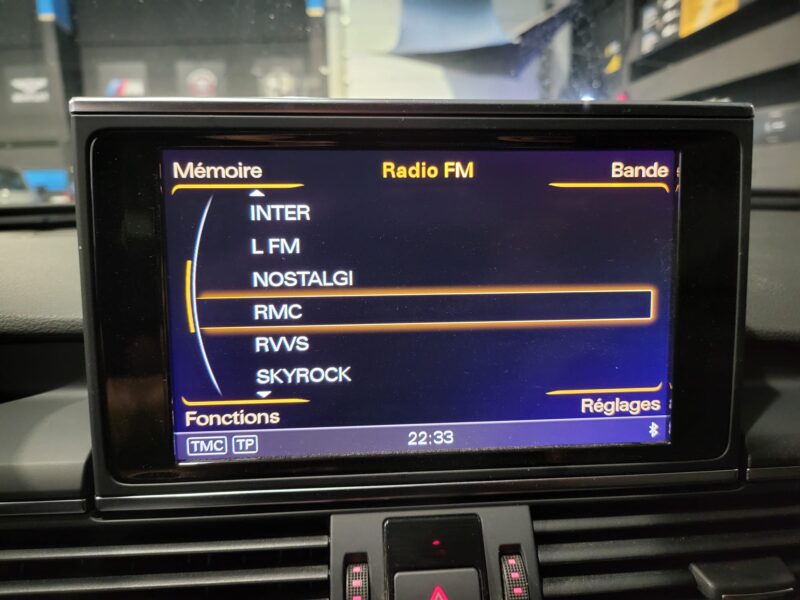 Mémoire Radio FM Bande
INTER
L FM
NOSTALGI
RMC
RVVS
SKYROCK
Fonctions Réglages
TMC TP 22:33